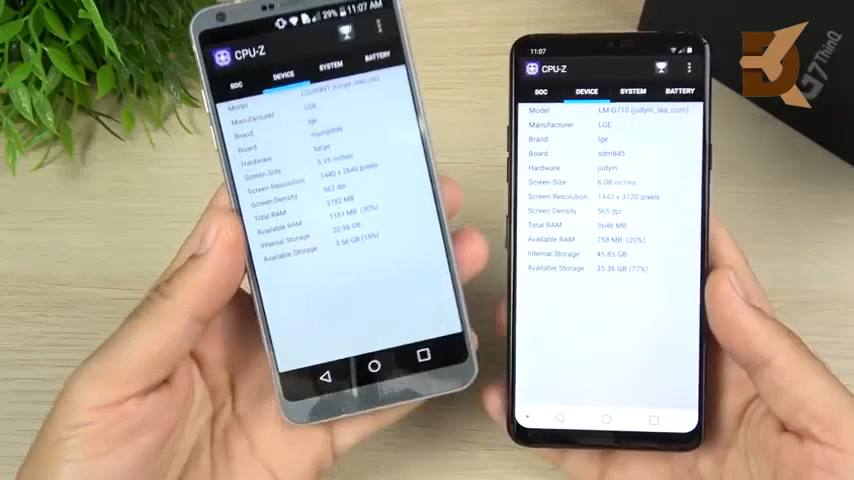 29% 11:07 AM
CPU-Z
SOC DEVICE SYSTEM BATTERY
Model
Manufacturer LGE
Brand lge
Board msm8996
Hardware
Screen Size 5.35 inches
Screen Resolution 1440 x 2646 pixels
Screen Density 562 dpi
Total RAM 3782 MB
Available RAM 1161 MB (30%)
Internal Storage 20.98 GB
Available Storage 3.56 GB (16%)
11:07
CPU-Z
SOC DEVICE SYSTEM BATTERY
Model LM-G710 (judyln_lao_com)
Manufacturer LGE
Brand lge
Board sdm845
Hardware judyln
Screen Size 6.08 inches
Screen Resolution 1440 x 3120 pixels
Screen Density 565 dpi
Total RAM 3646 MB
Available RAM 758 MB (20%)
Internal Storage 45.83 GB
Available Storage 35.36 GB (77%)
G7 ThinQ